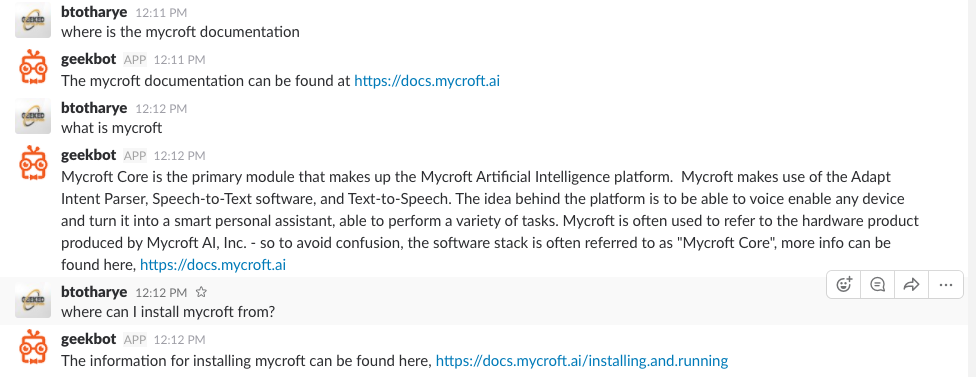 btotharye 12:11 PM
where is the mycroft documentation
geekbot APP 12:11 PM
The mycroft documentation can be found at https://docs.mycroft.ai
btotharye 12:12 PM
what is mycroft
geekbot APP 12:12 PM
Mycroft Core is the primary module that makes up the Mycroft Artificial Intelligence platform.  Mycroft makes use of the Adapt
Intent Parser, Speech-to-Text software, and Text-to-Speech. The idea behind the platform is to be able to voice enable any device
and turn it into a smart personal assistant, able to perform a variety of tasks. Mycroft is often used to refer to the hardware product
produced by Mycroft AI, Inc. - so to avoid confusion, the software stack is often referred to as "Mycroft Core", more info can be
found here, https://docs.mycroft.ai
btotharye 12:12 PM
where can I install mycroft from?
geekbot APP 12:12 PM
The information for installing mycroft can be found here, https://docs.mycroft.ai/installing.and.running